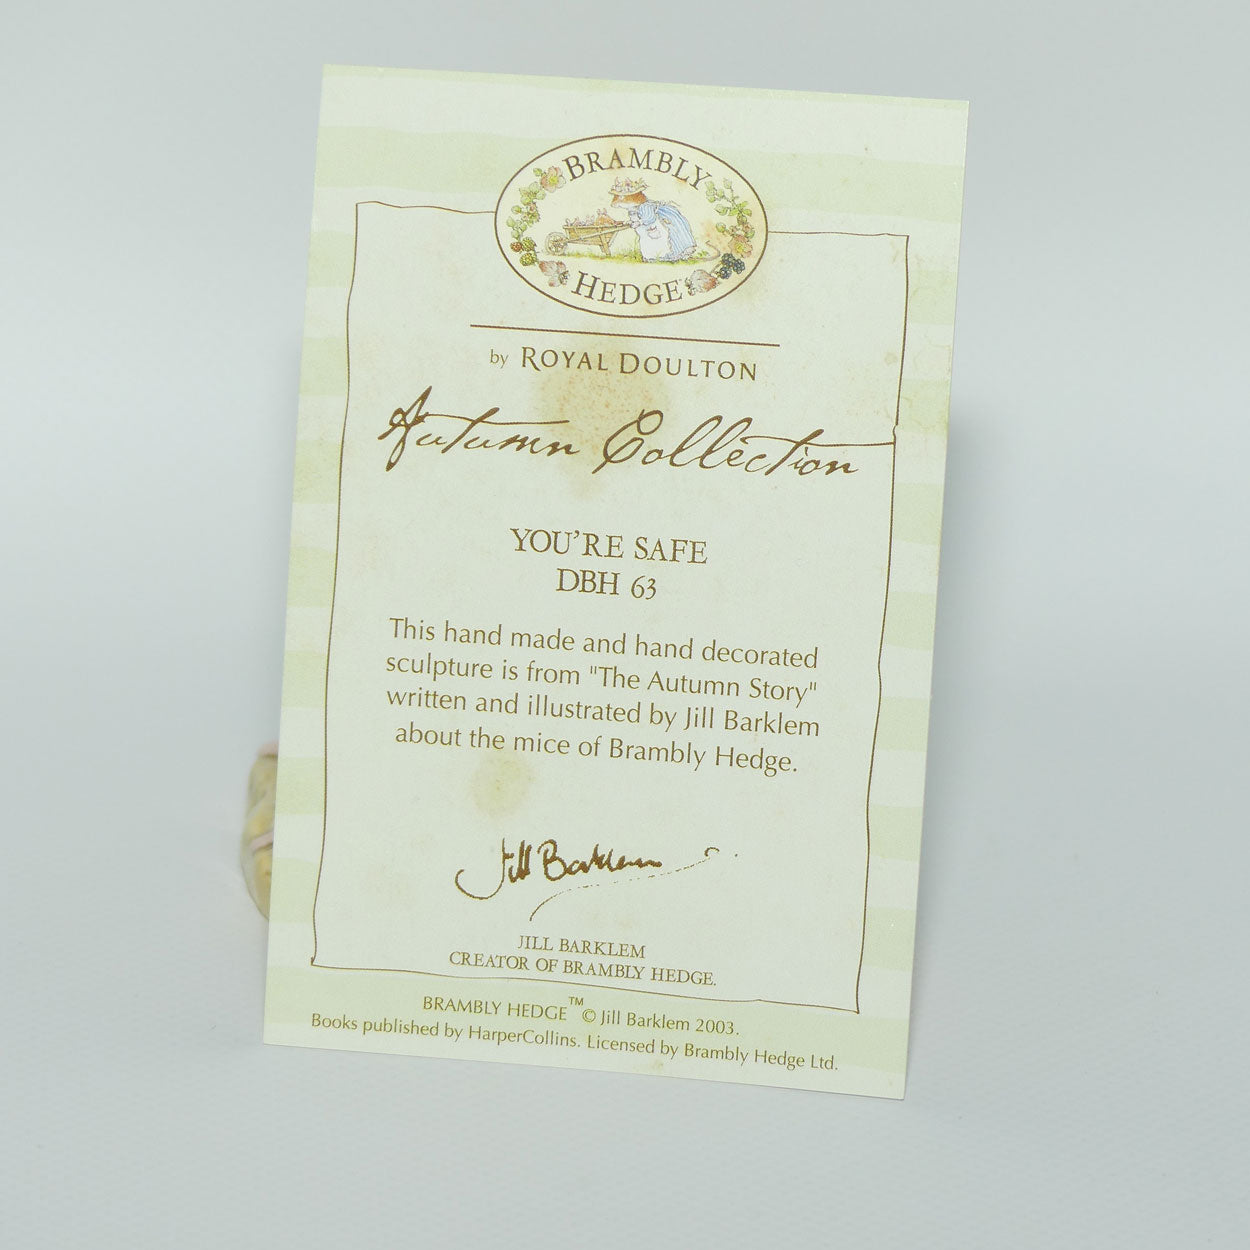 BRAMBLY
HEDGE
by ROYAL DOULTON
Autumn Collection
YOU'RE SAFE
DBH 63
This hand made and hand decorated
sculpture is from "The Autumn Story"
written and illustrated by Jill Barklem
about the mice of Brambly Hedge.
Jill Barklem
JILL BARKLEM
CREATOR OF BRAMBLY HEDGE.
BRAMBLY HEDGE™ © Jill Barklem 2003.
Books published by HarperCollins. Licensed by Brambly Hedge Ltd.